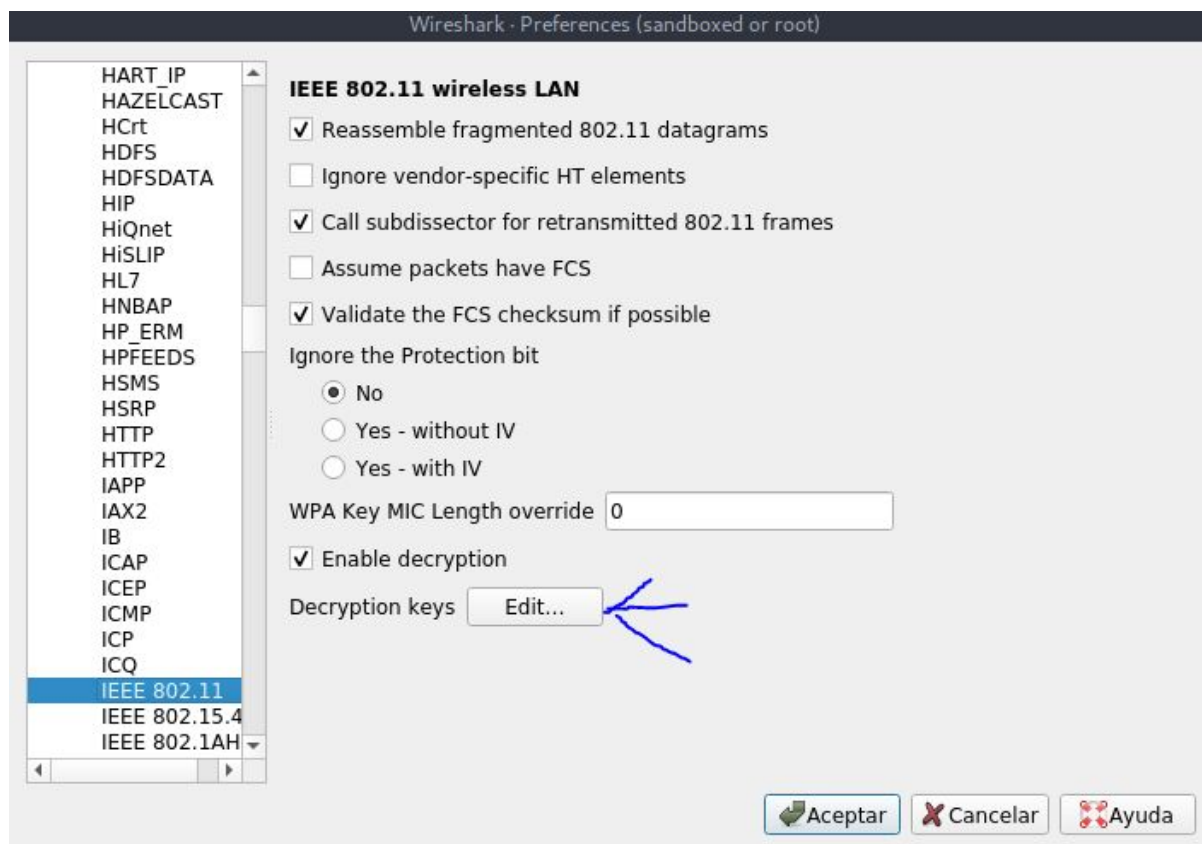 Wireshark · Preferences (sandboxed or root)
HART_IP
HAZELCAST
HCrt
HDFS
HDFSDATA
HIP
HiQnet
HiSLIP
HL7
HNBAP
HP_ERM
HPFEEDS
HSMS
HSRP
HTTP
HTTP2
IAPP
IAX2
IB
ICAP
ICEP
ICMP
ICP
ICQ
IEEE 802.11
IEEE 802.15.4
IEEE 802.1AH
IEEE 802.11 wireless LAN
Reassemble fragmented 802.11 datagrams
Ignore vendor-specific HT elements
Call subdissector for retransmitted 802.11 frames
Assume packets have FCS
Validate the FCS checksum if possible
Ignore the Protection bit
No
Yes - without IV
Yes - with IV
WPA Key MIC Length override 0
Enable decryption
Decryption keys Edit...
Aceptar Cancelar Ayuda